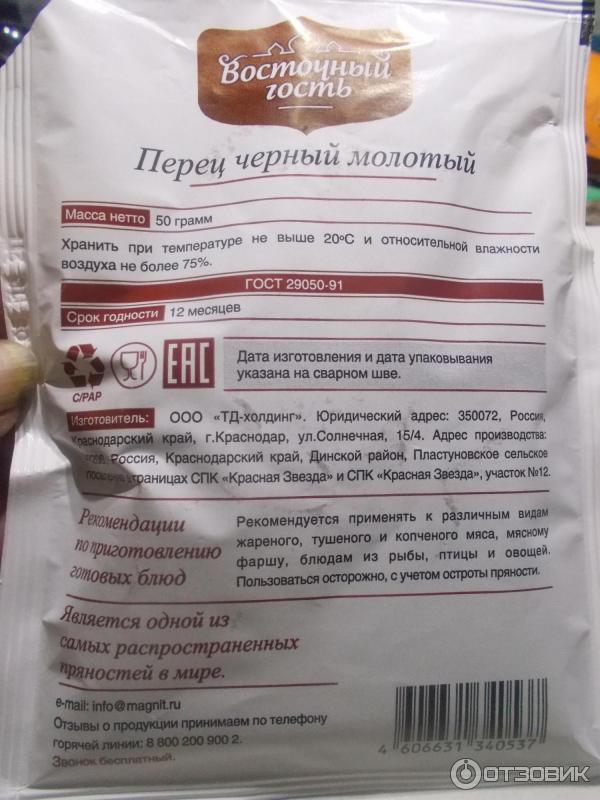 Восточный
гость
Перец черный молотый
Масса нетто 50 грамм
Хранить при температуре не выше 20ºС и относительной влажности
воздуха не более 75%.
ГОСТ 29050-91
Срок годности 12 месяцев
C/PAP
EAC
Дата изготовления и дата упаковывания
указана на сварном шве.
Изготовитель: ООО «ТД-холдинг». Юридический адрес: 350072, Россия,
Краснодарский край, г.Краснодар, ул.Солнечная, 15/4. Адрес производства:
Россия, Краснодарский край, Динской район, Пластуновское сельское
границах СПК «Красная Звезда» и СПК «Красная Звезда», участок №12.
Рекомендации
по приготовлению
готовых блюд
Рекомендуется применять к различным видам
жареного, тушеного и копченого мяса, мясному
фаршу, блюдам из рыбы, птицы и овощей.
Пользоваться осторожно, с учетом остроты пряности.
Является одной из
самых распространенных
пряностей в мире.
e-mail: info@magnit.ru
Отзывы о продукции принимаем по телефону
горячей линии: 8 800 200 900 2.
Звонок бесплатный.
4 606631 340537
ОТЗОВИК